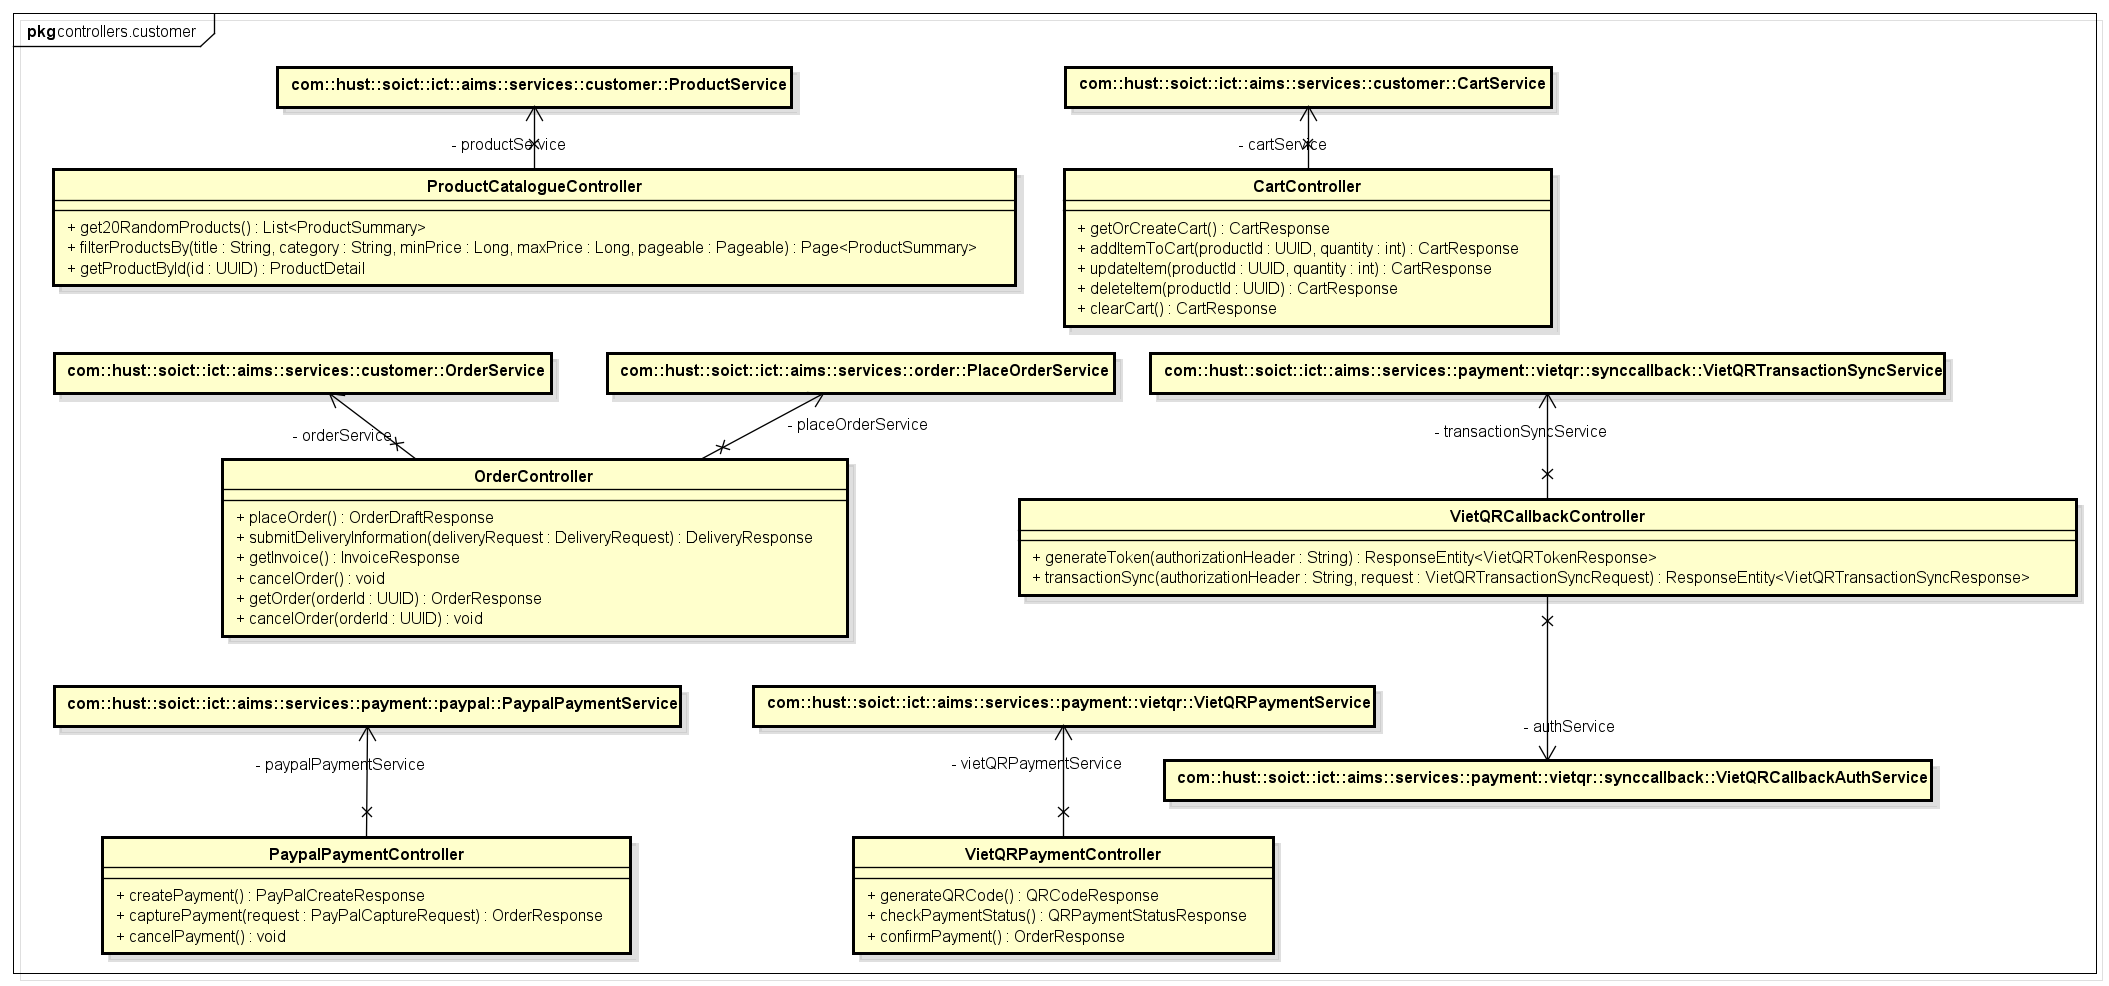 pkg controllers.customer
com::hust::soict::ict::aims::services::customer::ProductService
com::hust::soict::ict::aims::services::customer::CartService
- productService
- cartService
ProductCatalogueController
+ get20RandomProducts() : List<ProductSummary>
+ filterProductsBy(title : String, category : String, minPrice : Long, maxPrice : Long, pageable : Pageable) : Page<ProductSummary>
+ getProductById(id : UUID) : ProductDetail
CartController
+ getOrCreateCart() : CartResponse
+ addItemToCart(productId : UUID, quantity : int) : CartResponse
+ updateItem(productId : UUID, quantity : int) : CartResponse
+ deleteItem(productId : UUID) : CartResponse
+ clearCart() : CartResponse
com::hust::soict::ict::aims::services::customer::OrderService
com::hust::soict::ict::aims::services::order::PlaceOrderService
com::hust::soict::ict::aims::services::payment::vietqr::synccallback::VietQRTransactionSyncService
- orderService
- placeOrderService
- transactionSyncService
OrderController
+ placeOrder() : OrderDraftResponse
+ submitDeliveryInformation(deliveryRequest : DeliveryRequest) : DeliveryResponse
+ getInvoice() : InvoiceResponse
+ cancelOrder() : void
+ getOrder(orderId : UUID) : OrderResponse
+ cancelOrder(orderId : UUID) : void
VietQRCallbackController
+ generateToken(authorizationHeader : String) : ResponseEntity<VietQRTokenResponse>
+ transactionSync(authorizationHeader : String, request : VietQRTransactionSyncRequest) : ResponseEntity<VietQRTransactionSyncResponse>
com::hust::soict::ict::aims::services::payment::paypal::PaypalPaymentService
com::hust::soict::ict::aims::services::payment::vietqr::VietQRPaymentService
- authService
- paypalPaymentService
- vietQRPaymentService
com::hust::soict::ict::aims::services::payment::vietqr::synccallback::VietQRCallbackAuthService
PaypalPaymentController
+ createPayment() : PayPalCreateResponse
+ capturePayment(request : PayPalCaptureRequest) : OrderResponse
+ cancelPayment() : void
VietQRPaymentController
+ generateQRCode() : QRCodeResponse
+ checkPaymentStatus() : QRPaymentStatusResponse
+ confirmPayment() : OrderResponse